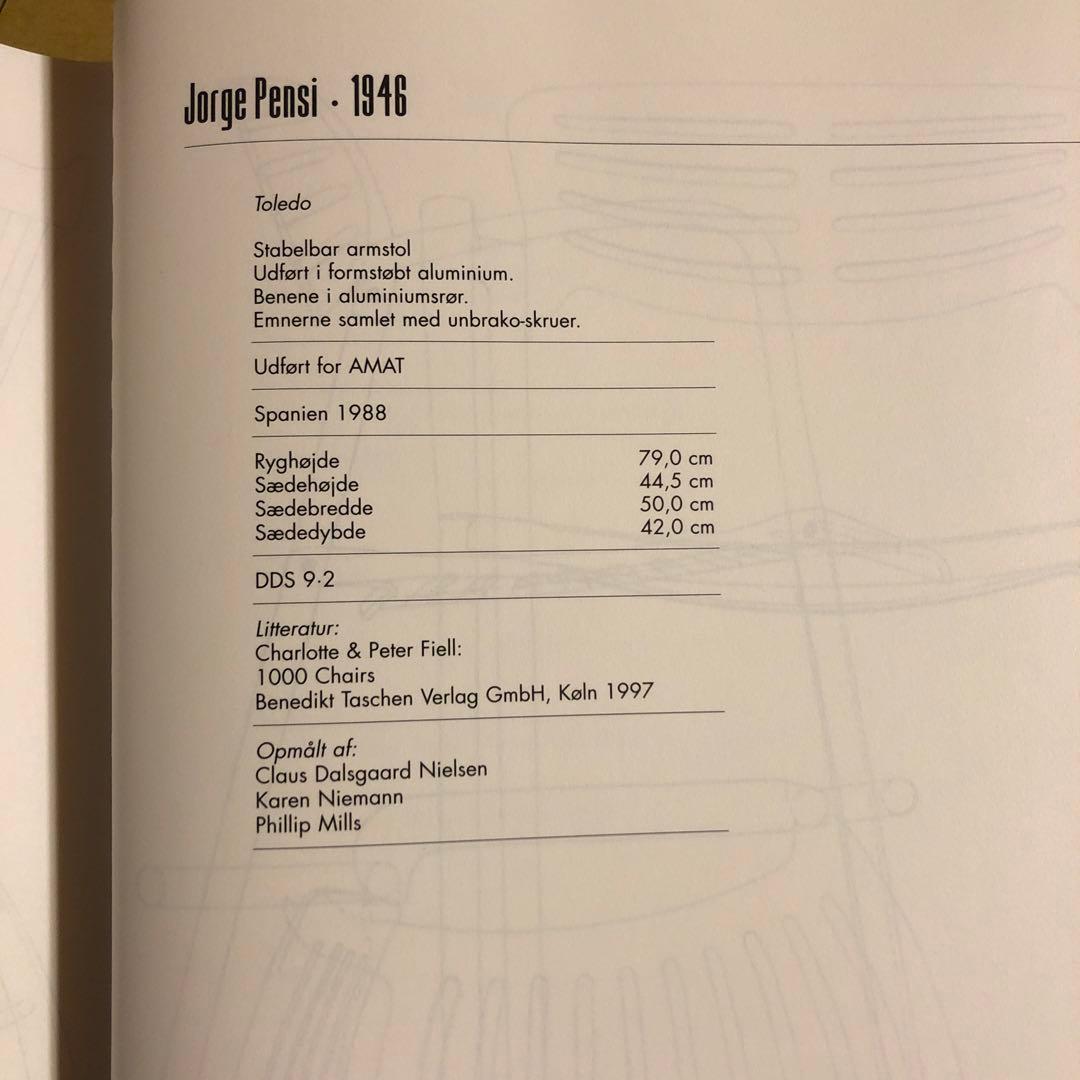 Jorge Pensi · 1946
Toledo
Stabelbar armstol
Udført i formstøbt aluminium.
Benene i aluminiumsrør.
Emnerne samlet med unbrako-skruer.
Udført for AMAT
Spanien 1988
Ryghøjde 79,0 cm
Sædehøjde 44,5 cm
Sædebredde 50,0 cm
Sædedybde 42,0 cm
DDS 9·2
Litteratur:
Charlotte & Peter Fiell:
1000 Chairs
Benedikt Taschen Verlag GmbH, Køln 1997
Opmålt af:
Claus Dalsgaard Nielsen
Karen Niemann
Phillip Mills